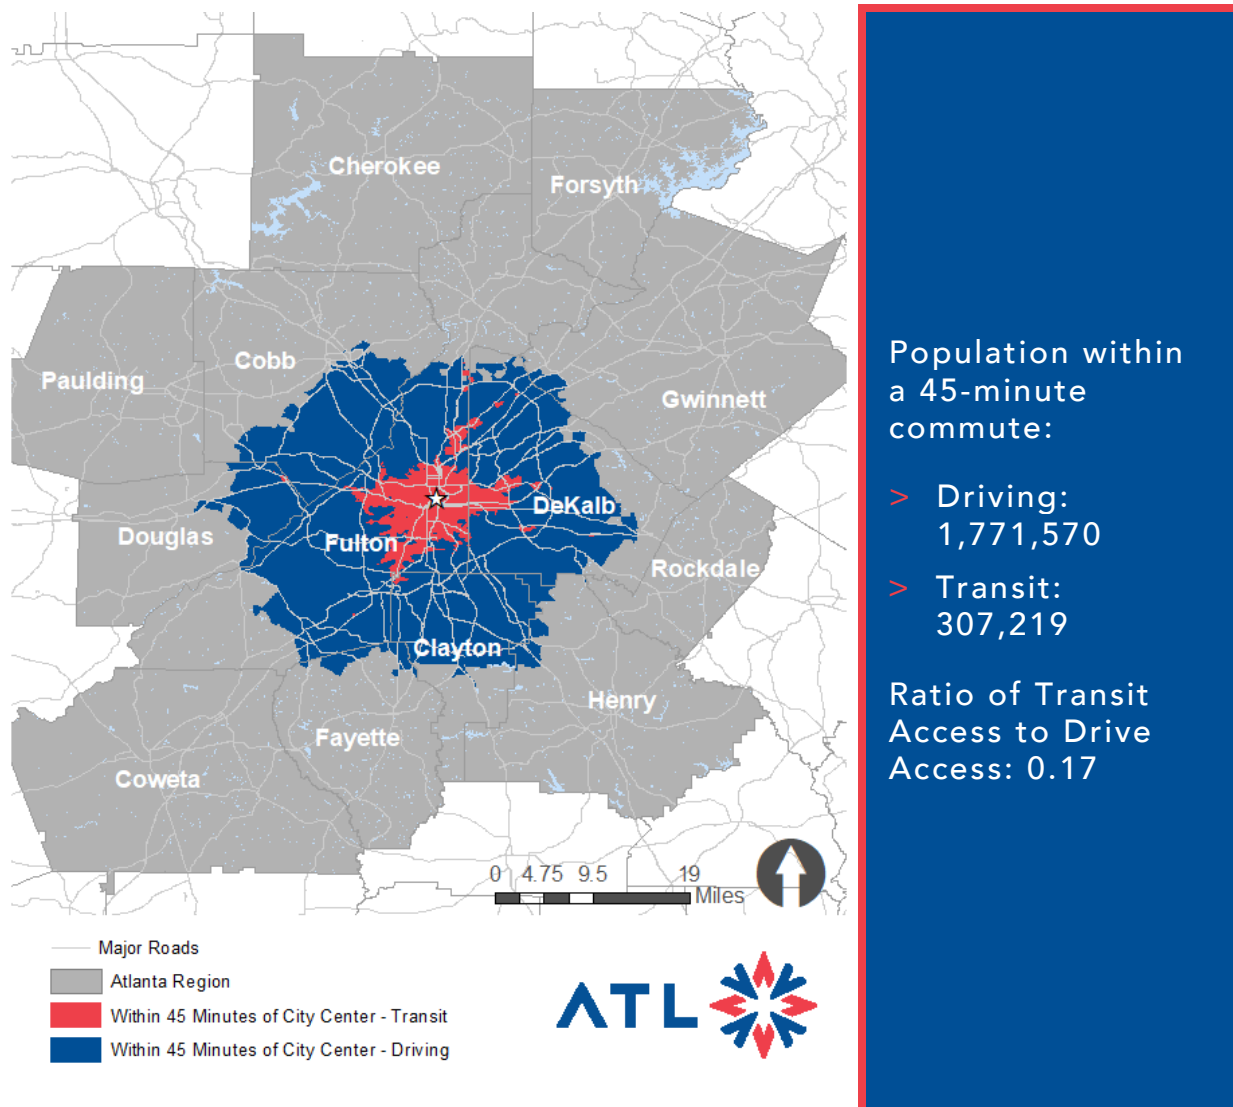 Cherokee
Forsyth
Cobb
Paulding
Gwinnett
DeKalb
Douglas
Fulton
Rockdale
Clayton
Henry
Fayette
Coweta
0 4.75 9.5 19
Miles
Major Roads
Atlanta Region
Within 45 Minutes of City Center - Transit
Within 45 Minutes of City Center - Driving
ATL
Population within
a 45-minute
commute:
> Driving:
1,771,570
> Transit:
307,219
Ratio of Transit
Access to Drive
Access: 0.17